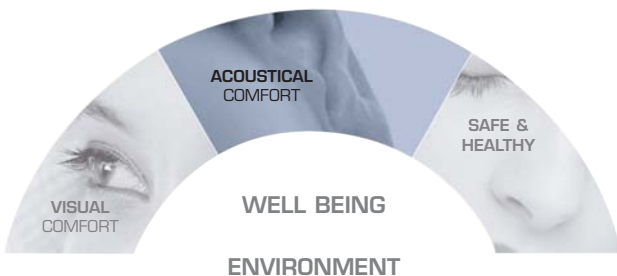 ACOUSTICAL
COMFORT
SAFE &
HEALTHY
VISUAL
COMFORT
WELL BEING
ENVIRONMENT